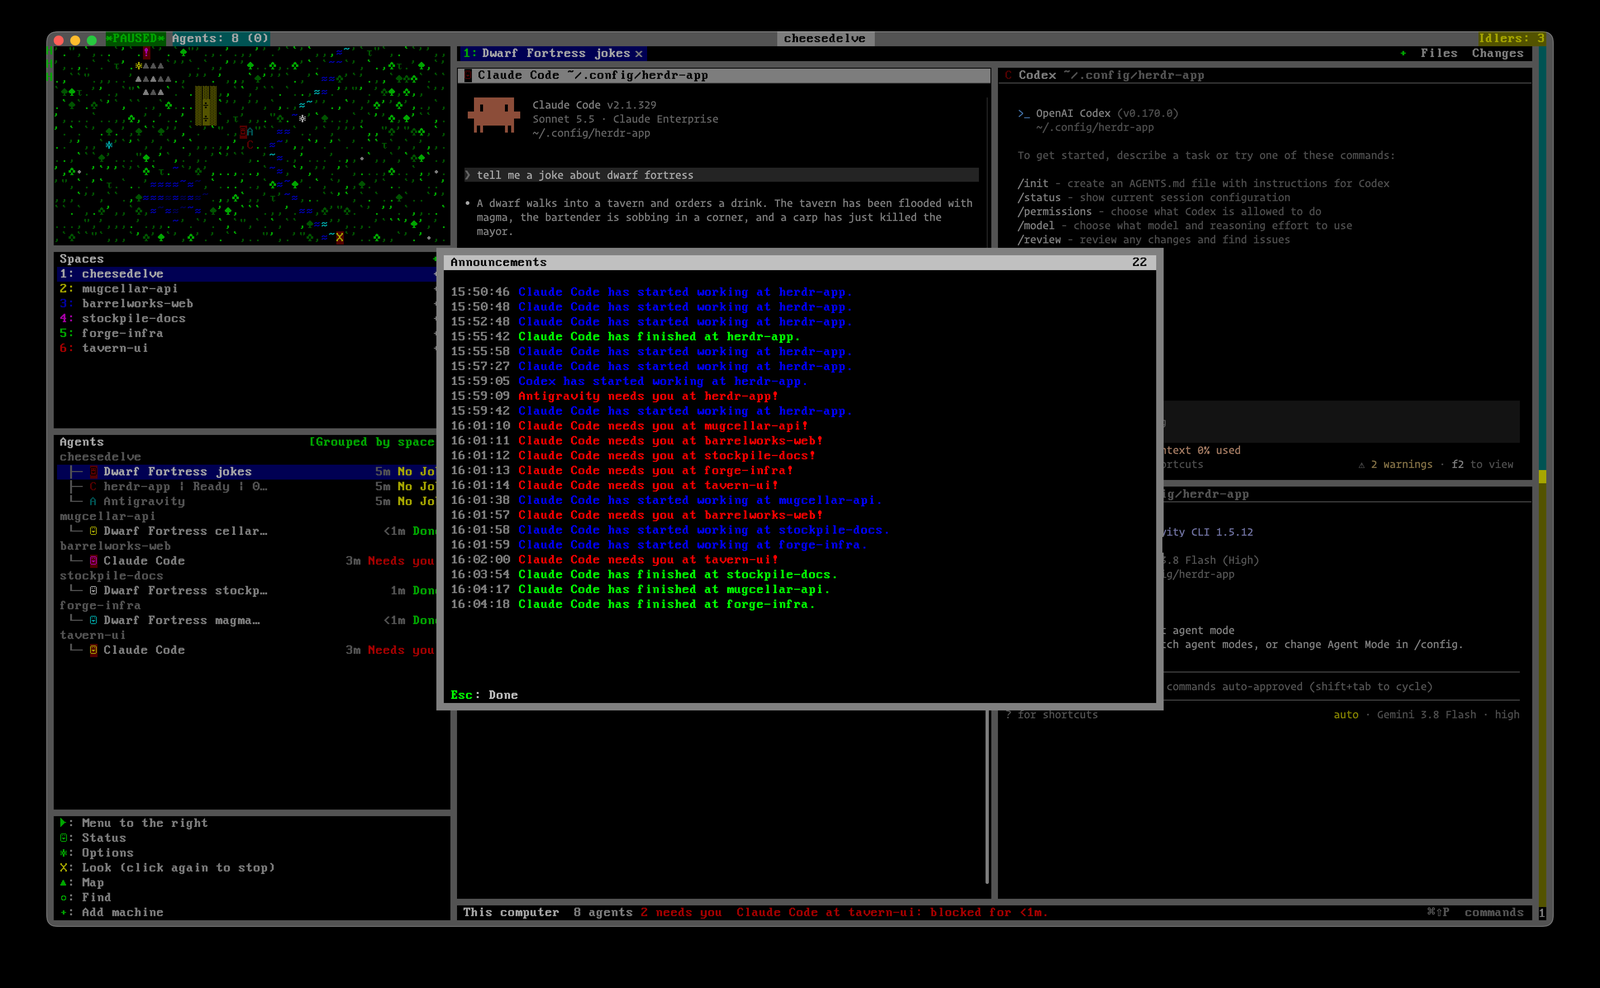 *PAUSED* Agents: 8 (0)
cheesedelve
Idlers: 3
1: Dwarf Fortress jokes ×
+ Files Changes
Claude Code ~/.config/herdr-app
Claude Code v2.1.329
Sonnet 5.5 · Claude Enterprise
~/.config/herdr-app
❯ tell me a joke about dwarf fortress
• A dwarf walks into a tavern and orders a drink. The tavern has been flooded with
magma, the bartender is sobbing in a corner, and a carp has just killed the
mayor.
C Codex ~/.config/herdr-app
>_ OpenAI Codex (v0.170.0)
~/.config/herdr-app
To get started, describe a task or try one of these commands:
/init - create an AGENTS.md file with instructions for Codex
/status - show current session configuration
/permissions - choose what Codex is allowed to do
/model - choose what model and reasoning effort to use
/review - review any changes and find issues
Spaces
1: cheesedelve
2: mugcellar-api
3: barrelworks-web
4: stockpile-docs
5: forge-infra
6: tavern-ui
Agents [Grouped by space
cheesedelve
Dwarf Fortress jokes 5m No Jo
C herdr-app | Ready | 0…
A Antigravity 5m No Jo
mugcellar-api
Dwarf Fortress cellar… <1m Don
barrelworks-web
Claude Code 3m Needs you
stockpile-docs
Dwarf Fortress stockp… 1m Don
forge-infra
Dwarf Fortress magma… <1m Don
tavern-ui
Claude Code 3m Needs you
Announcements 22
15:50:46 Claude Code has started working at herdr-app.
15:50:48 Claude Code has started working at herdr-app.
15:52:48 Claude Code has started working at herdr-app.
15:55:42 Claude Code has finished at herdr-app.
15:55:58 Claude Code has started working at herdr-app.
15:57:27 Claude Code has started working at herdr-app.
15:59:05 Codex has started working at herdr-app.
15:59:09 Antigravity needs you at herdr-app!
15:59:42 Claude Code has started working at herdr-app.
16:01:10 Claude Code needs you at mugcellar-api!
16:01:11 Claude Code needs you at barrelworks-web!
16:01:12 Claude Code needs you at stockpile-docs!
16:01:13 Claude Code needs you at forge-infra!
16:01:14 Claude Code needs you at tavern-ui!
16:01:38 Claude Code has started working at mugcellar-api.
16:01:57 Claude Code needs you at barrelworks-web!
16:01:58 Claude Code has started working at stockpile-docs.
16:01:59 Claude Code has started working at forge-infra.
16:02:00 Claude Code needs you at tavern-ui!
16:03:54 Claude Code has finished at stockpile-docs.
16:04:17 Claude Code has finished at mugcellar-api.
16:04:18 Claude Code has finished at forge-infra.
Esc: Done
ntext 0% used
ortcuts ⚠ 2 warnings · f2 to view
ig/herdr-app
vity CLI 1.5.12
3.8 Flash (High)
ig/herdr-app
t agent mode
tch agent modes, or change Agent Mode in /config.
commands auto-approved (shift+tab to cycle)
? for shortcuts auto · Gemini 3.8 Flash · high
: Menu to the right
: Status
: Options
X: Look (click again to stop)
: Map
: Find
+: Add machine
This computer 8 agents 2 needs you Claude Code at tavern-ui: blocked for <1m.
⌘⇧P commands 1